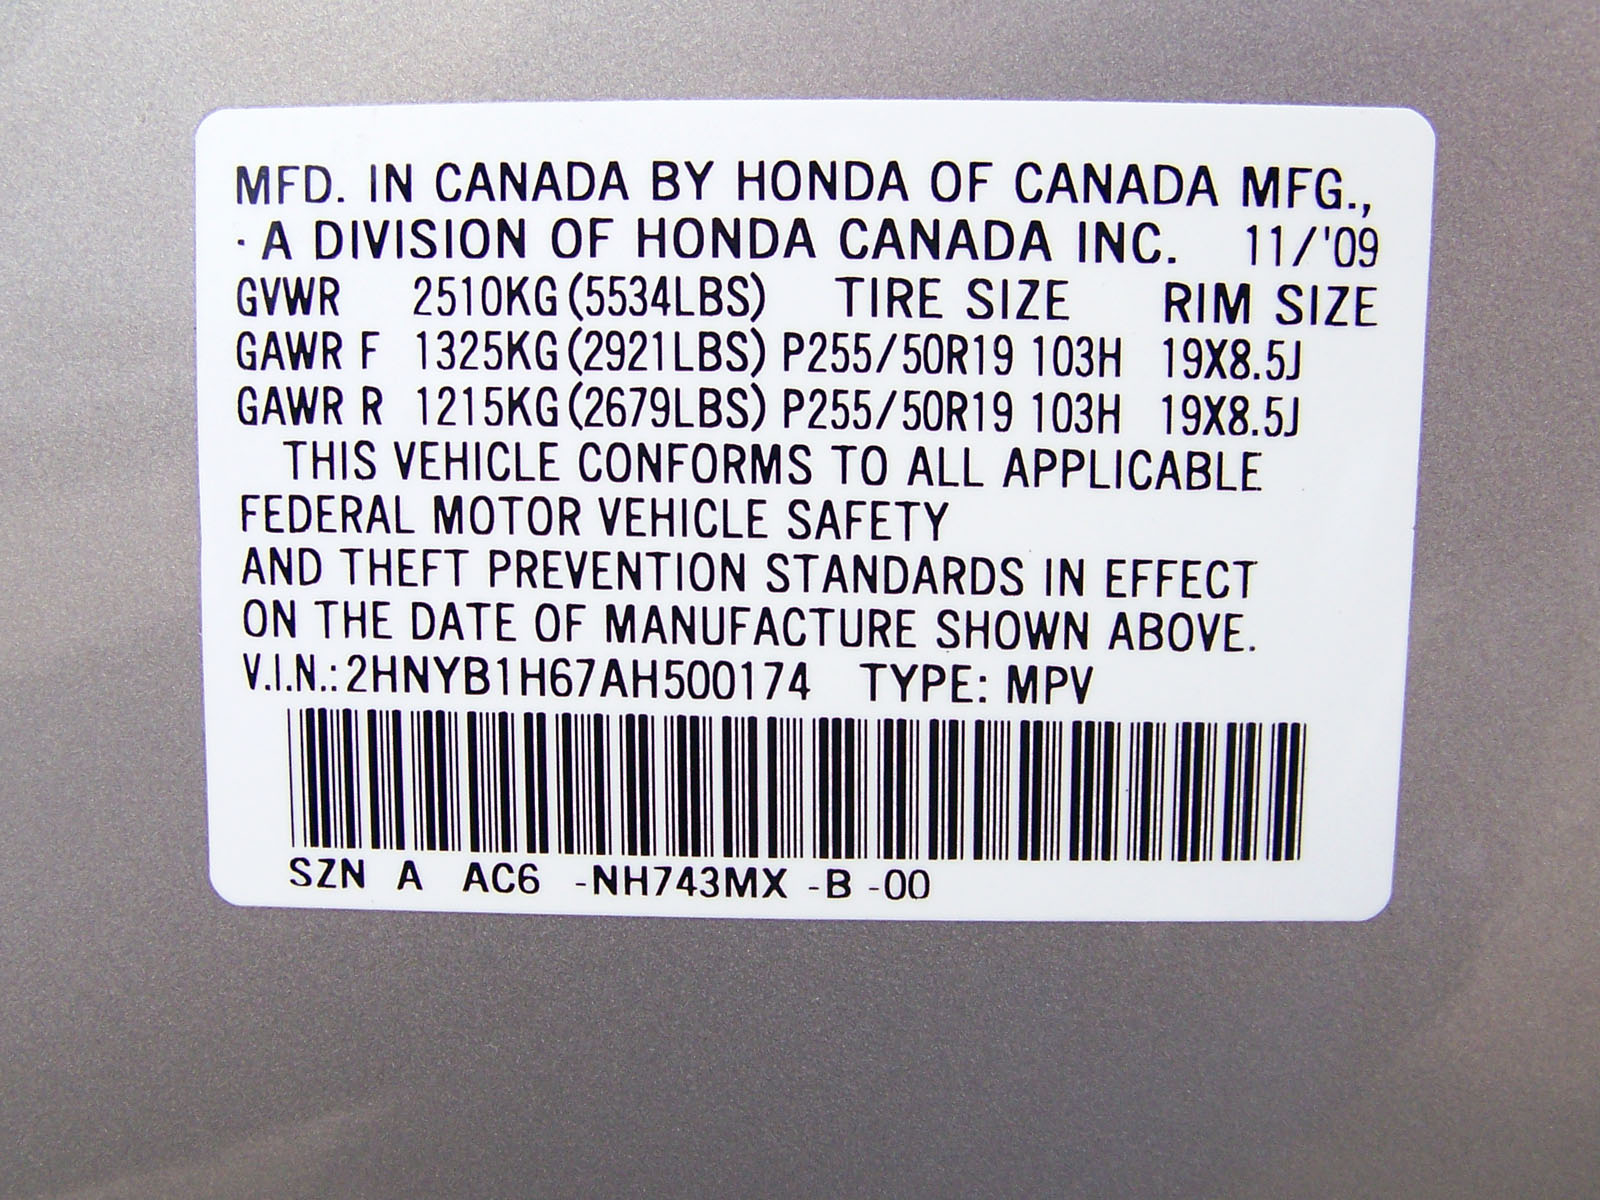 MFD. IN CANADA BY HONDA OF CANADA MFG.,
· A DIVISION OF HONDA CANADA INC. 11/'09
GVWR 2510KG (5534LBS) TIRE SIZE RIM SIZE
GAWR F 1325KG (2921LBS) P255/50R19 103H 19X8.5J
GAWR R 1215KG (2679LBS) P255/50R19 103H 19X8.5J
THIS VEHICLE CONFORMS TO ALL APPLICABLE
FEDERAL MOTOR VEHICLE SAFETY
AND THEFT PREVENTION STANDARDS IN EFFECT
ON THE DATE OF MANUFACTURE SHOWN ABOVE.
V.I.N.: 2HNYB1H67AH500174 TYPE: MPV
SZN A AC6 -NH743MX -B -00